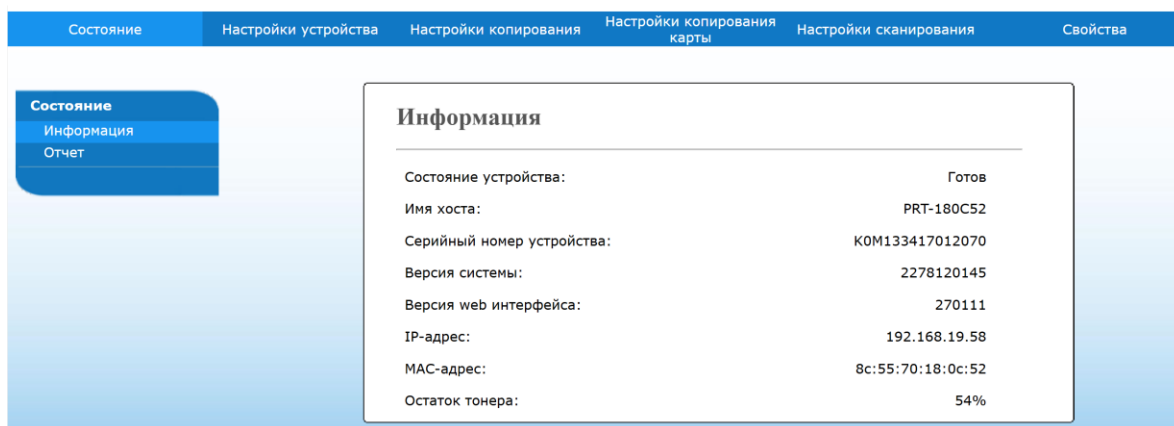 Состояние
Настройки устройства
Настройки копирования
Настройки копирования
карты
Настройки сканирования
Свойства
Состояние
Информация
Отчет
Информация
Состояние устройства: Готов
Имя хоста: PRT-180C52
Серийный номер устройства: K0M133417012070
Версия системы: 2278120145
Версия web интерфейса: 270111
IP-адрес: 192.168.19.58
MAC-адрес: 8c:55:70:18:0c:52
Остаток тонера: 54%